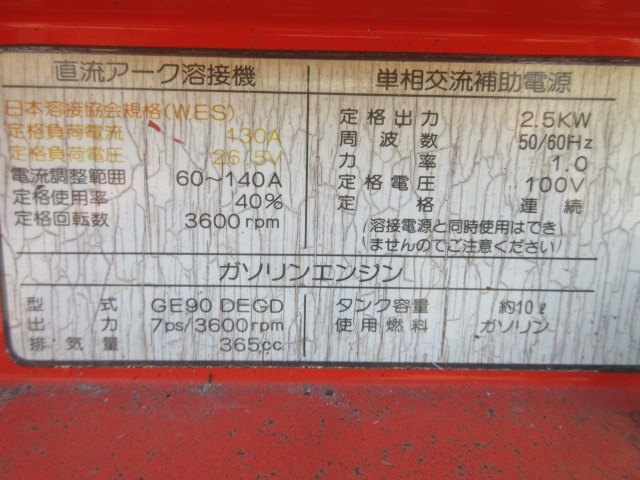 直流アーク溶接機
日本溶接協会規格(WES)
定格負荷電流 130A
定格負荷電圧 26.5V
電流調整範囲 60～140A
定格使用率 40%
定格回転数 3600rpm
単相交流補助電源
定格出力 2.5KW
周波数 50/60Hz
力率 1.0
定格電圧 100V
定格 連続
(溶接電源と同時使用はでき
ませんのでご注意ください)
ガソリンエンジン
型式 GE90 DEGD
出力 7ps/3600rpm
排気量 365cc
タンク容量 約10ℓ
使用燃料 ガソリン